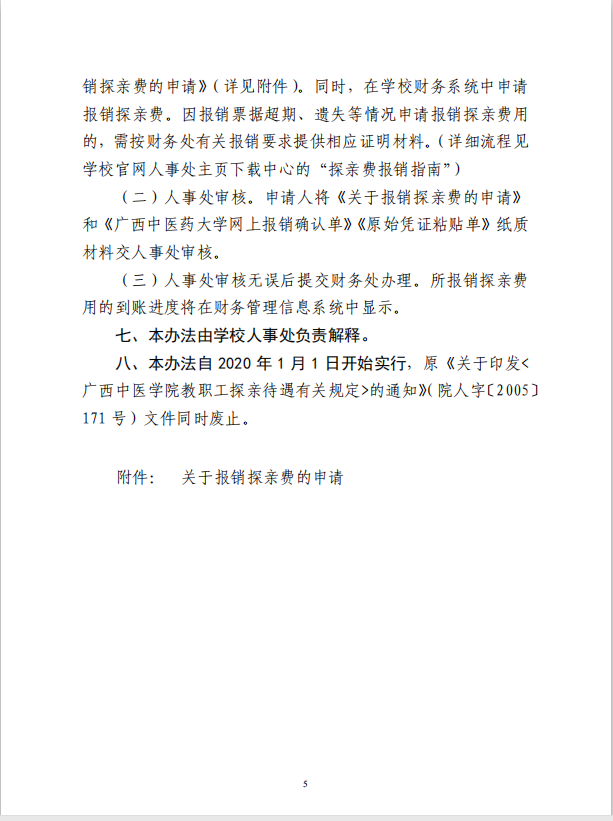 销探亲费的申请》(详见附件)。同时，在学校财务系统中申请
报销探亲费。因报销票据超期、遗失等情况申请报销探亲费用
的，需按财务处有关报销要求提供相应证明材料。(详细流程见
学校官网人事处主页下载中心的“探亲费报销指南”)
（二）人事处审核。申请人将《关于报销探亲费的申请》
和《广西中医药大学网上报销确认单》《原始凭证粘贴单》纸质
材料交人事处审核。
（三）人事处审核无误后提交财务处办理。所报销探亲费
用的到账进度将在财务管理信息系统中显示。
七、本办法由学校人事处负责解释。
八、本办法自 2020 年 1 月 1 日开始实行，原《关于印发<
广西中医学院教职工探亲待遇有关规定>的通知》(院人字〔2005〕
171 号）文件同时废止。
附件： 关于报销探亲费的申请
5